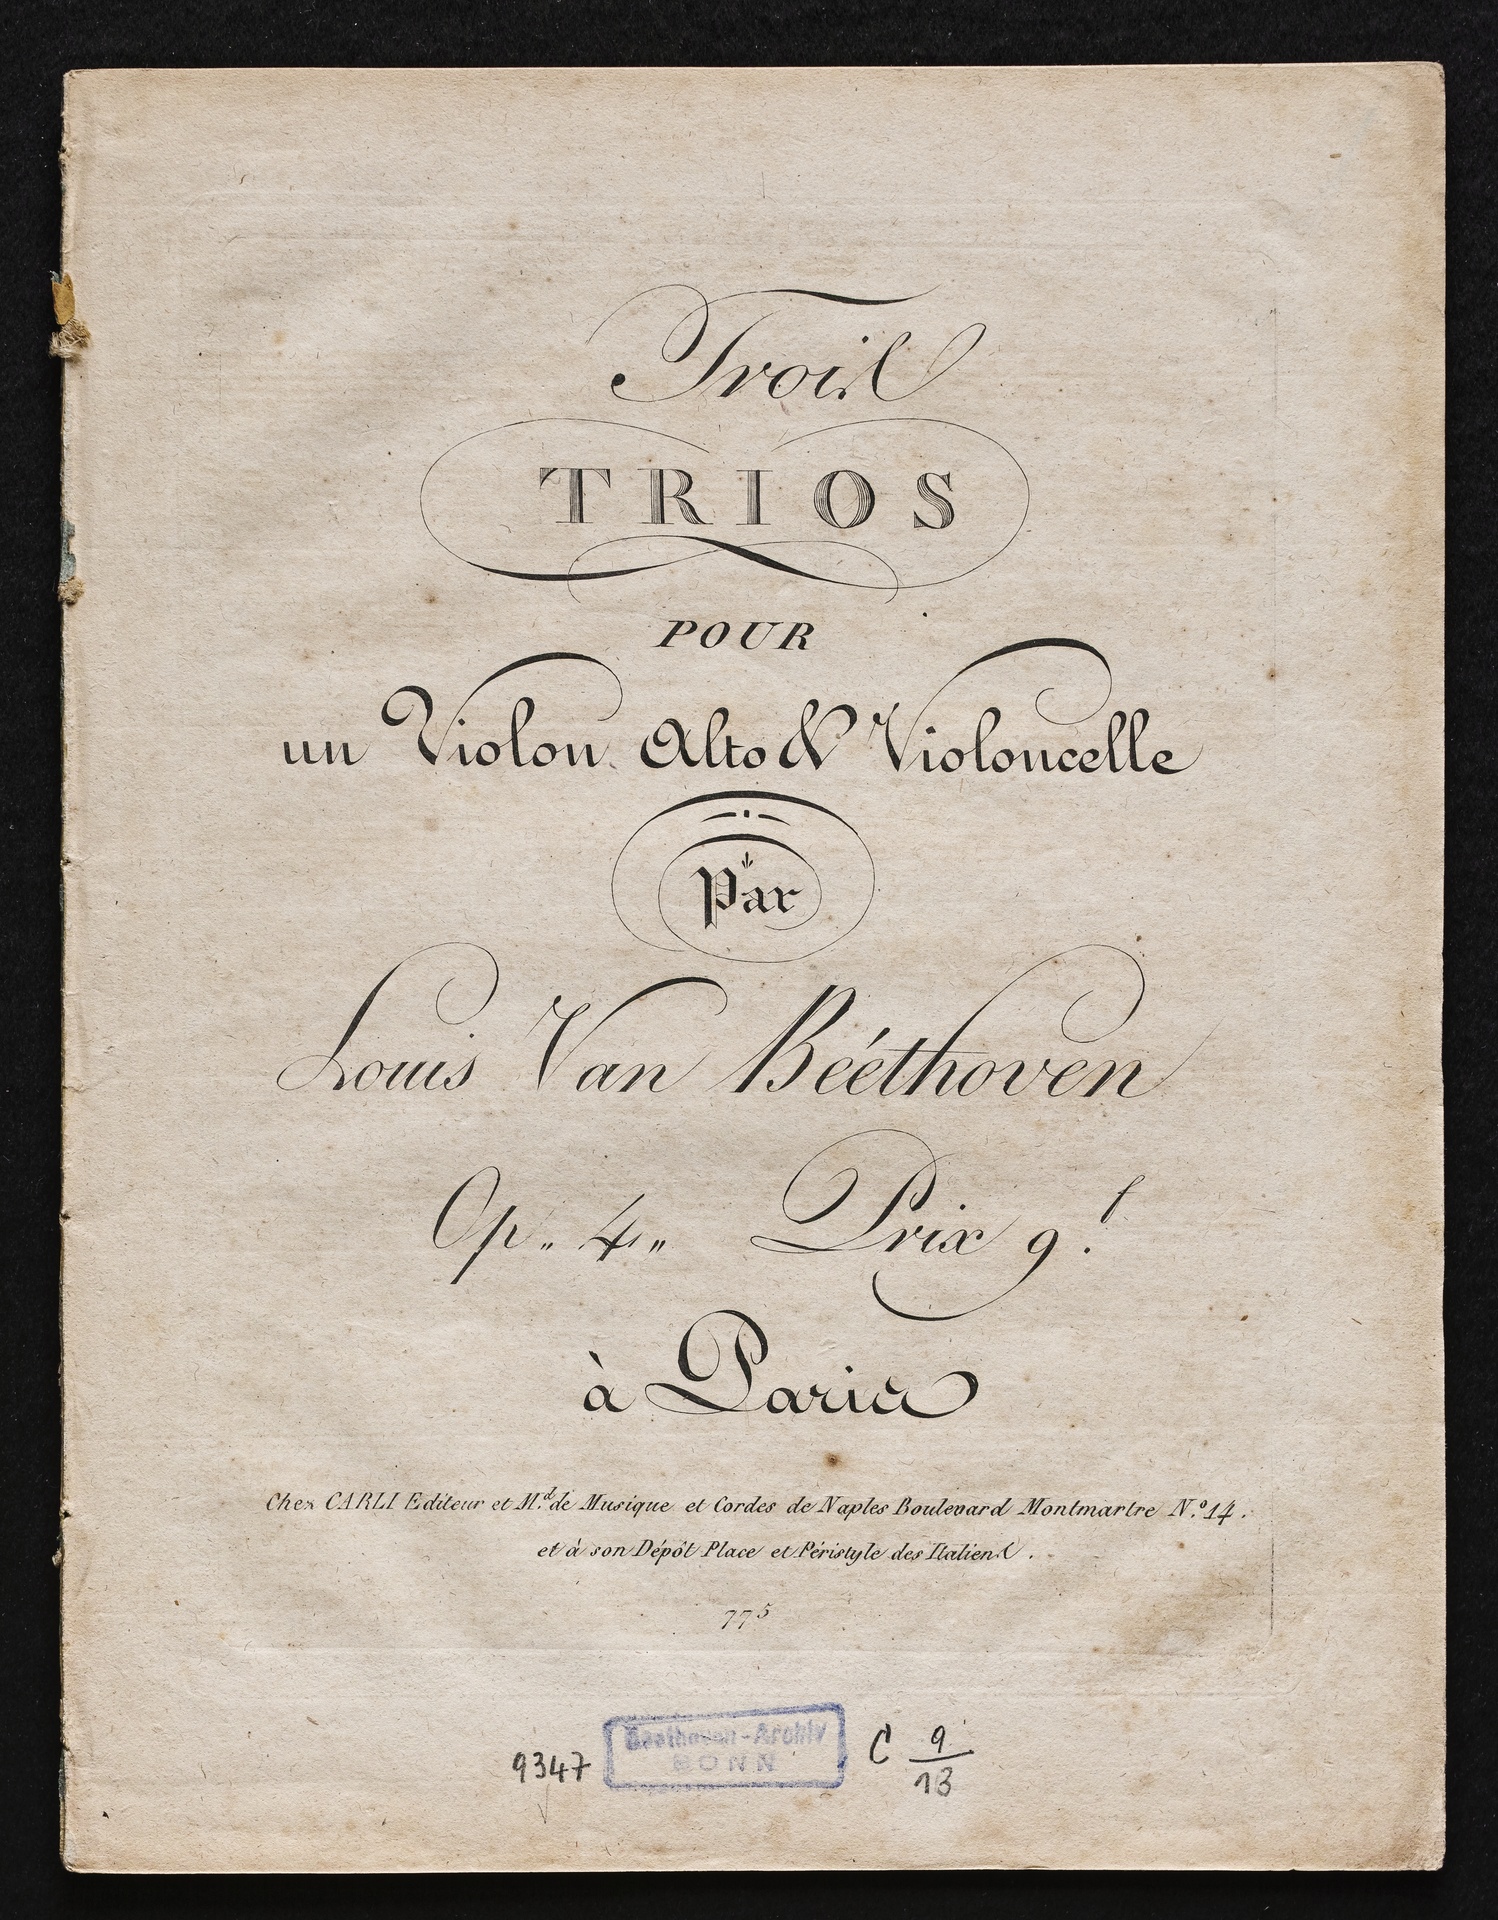 Trois
TRIOS
POUR
un Violon Alto & Violoncelle
Par
Louis Van Béethoven
Op„ 4„ Prix 9.f
à Paris
Chez CARLI Editeur et M.d de Musique et Cordes de Naples Boulevard Montmartre N.o 14.
et à son Dépôt Place et Péristyle des Italiens.
775
9347
Beethoven-Archiv
BONN
C 9/13